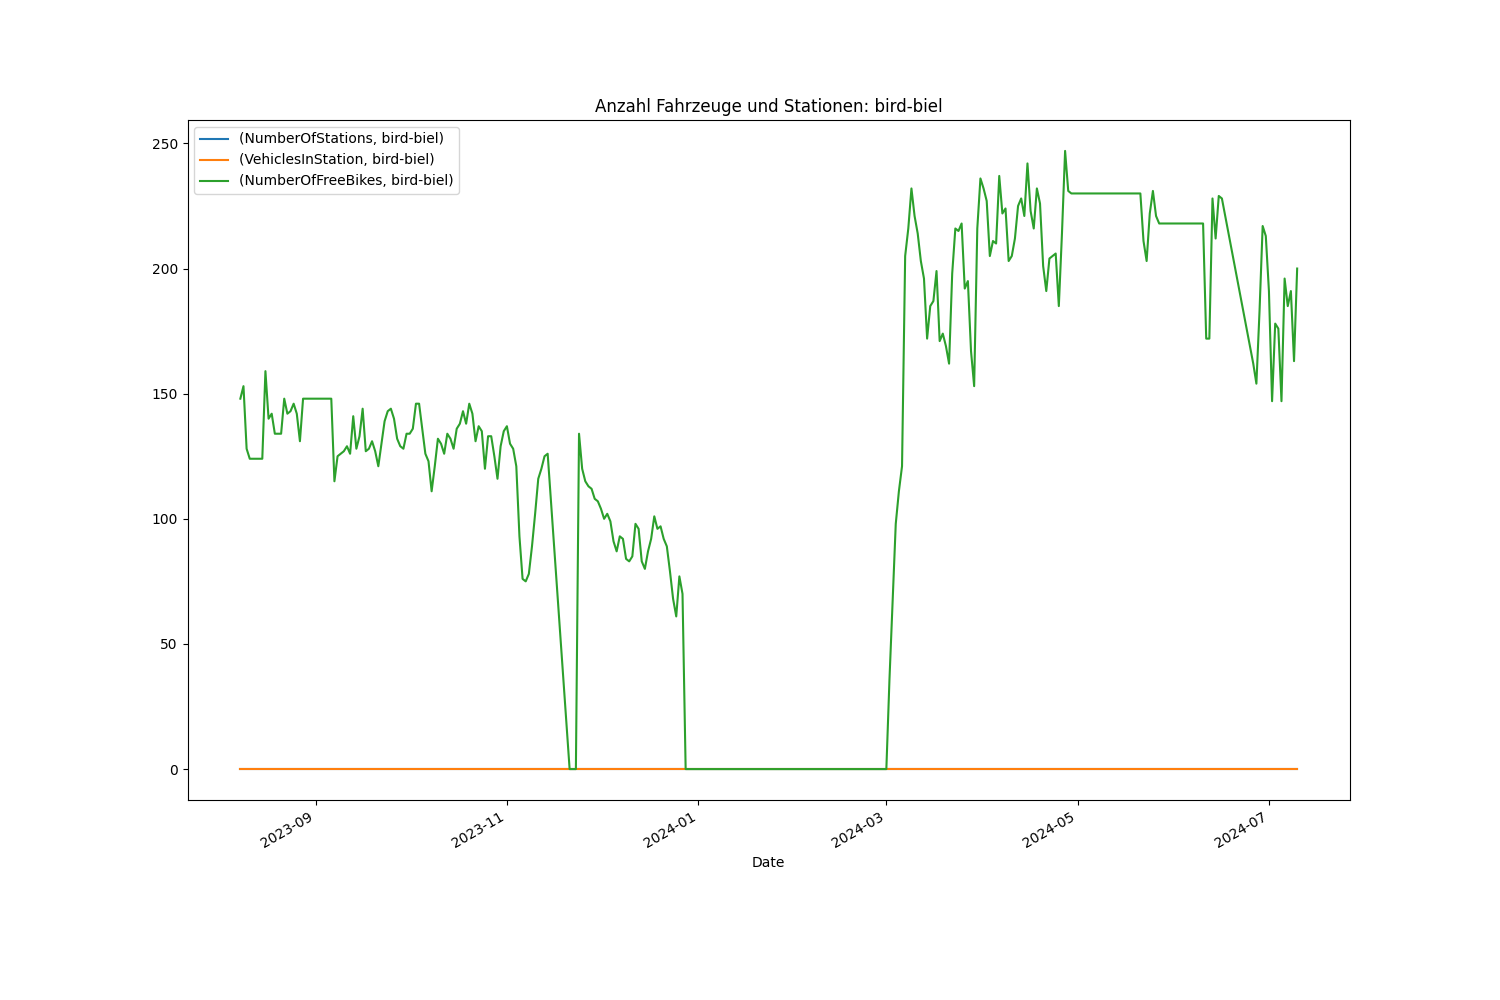 Anzahl Fahrzeuge und Stationen: bird-biel
(NumberOfStations, bird-biel)
(VehiclesInStation, bird-biel)
(NumberOfFreeBikes, bird-biel)
250
200
150
100
50
0
2023-09
2023-11
2024-01
2024-03
2024-05
2024-07
Date